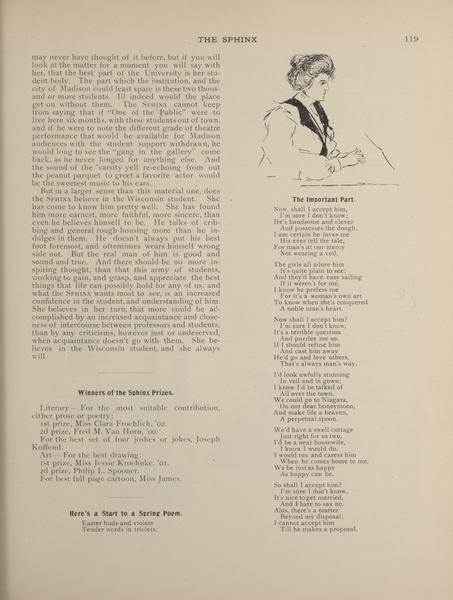 THE SPHINX
119
may never have thought of it before, but if you will
look at the matter for a moment you will say with
her, that the best part of the University is her stu-
dent body. The part which the institution, and the
city of Madison could least spare is these two thous-
and or more students. Ill indeed would the place
get on without them. The SPHINX cannot keep
from saying that if "One of the Public" were to
live here six months, with these students out of town,
and if he were to note the different grade of theatre
performance that would be available for Madison
audiences with the student support withdrawn, he
would long to see the "gang in the gallery" come
back, as he never longed for anything else. And
the sound of the 'varsity yell re-echoing from out
the peanut parquet to greet a favorite actor would
be the sweetest music to his ears.
But in a larger sense than this material one, does
the SPHINX believe in the Wisconsin student. She
has come to know him pretty well. She has found
him more earnest, more faithful, more sincere, than
even he believes himself to be. He talks of crib-
bing and general rough-housing more than he in-
dulges in them. He doesn't always put his best
foot foremost, and oftentimes wears himself wrong
side out. But the real man of him is good and
sound and true. And there should be no more in-
spiring thought, than that this army of students,
working to gain, and grasp, and appreciate the best
things that life can possibly hold for any of us; and
what the SPHINX wants most to see, is an increased
confidence in the student, and understanding of him.
She believes in her turn, that more could be ac-
complished by an increased acquaintance and close-
ness of intercourse between professors and students,
than by any criticisms, however just or undeserved,
when acquaintance doesn't go with them. She be-
lieves in the Wisconsin student, and she always
will.
Winners of the Sphinx Prizes.
Literary—For the most suitable contribution,
either prose or poetry:
1st prize, Miss Clara Froehlich, '02.
2d prize, Fred M. Van Horn, '00.
For the best set of four joshes or jokes, Joseph
Koffend.
Art—For the best drawing:
1st prize, Miss Jessie Kroehnke, '01.
2d prize, Philip L. Spooner.
For best full page cartoon, Miss James.
Here's a Start to a Spring Poem.
Easter buds and violets
Tender words in triolets.
The Important Part.
Now, shall I accept him,
I'm sure I don't know;
He's handsome and clever
And possesses the dough.
I am certain he loves me
His eyes tell the tale,
For man's at our mercy
Not wearing a veil.
The girls all adore him
It's quite plain to see;
And they'd have easy sailing
If it weren't for me.
I know he prefers me
For it's a woman's own art
To know when she's conquered
A noble man's heart.
Now shall I accept him?
I'm sure I don't know,
It's a terrible question
And puzzles me so.
If I should refuse him
And cast him away
He'd go and love others,
That's always man's way.
I'd look awfully stunning
In veil and in gown;
I know I'd be talked of
All over the town.
We could go to Niagara,
On our dear honeymoon,
And make life a heaven,
A perpetual spoon.
We'd have a swell cottage
Just right for us two,
I'd be a neat housewife,
I know I would do.
I would run and caress him
When he comes home to me,
We be just as happy
As happy can be.
So shall I accept him?
I'm sure I don't know,
It's nice to get married,
And I hate to say no.
Alas, there's a matter
Beyond my disposal;
I cannot accept him
Till he makes a proposal.